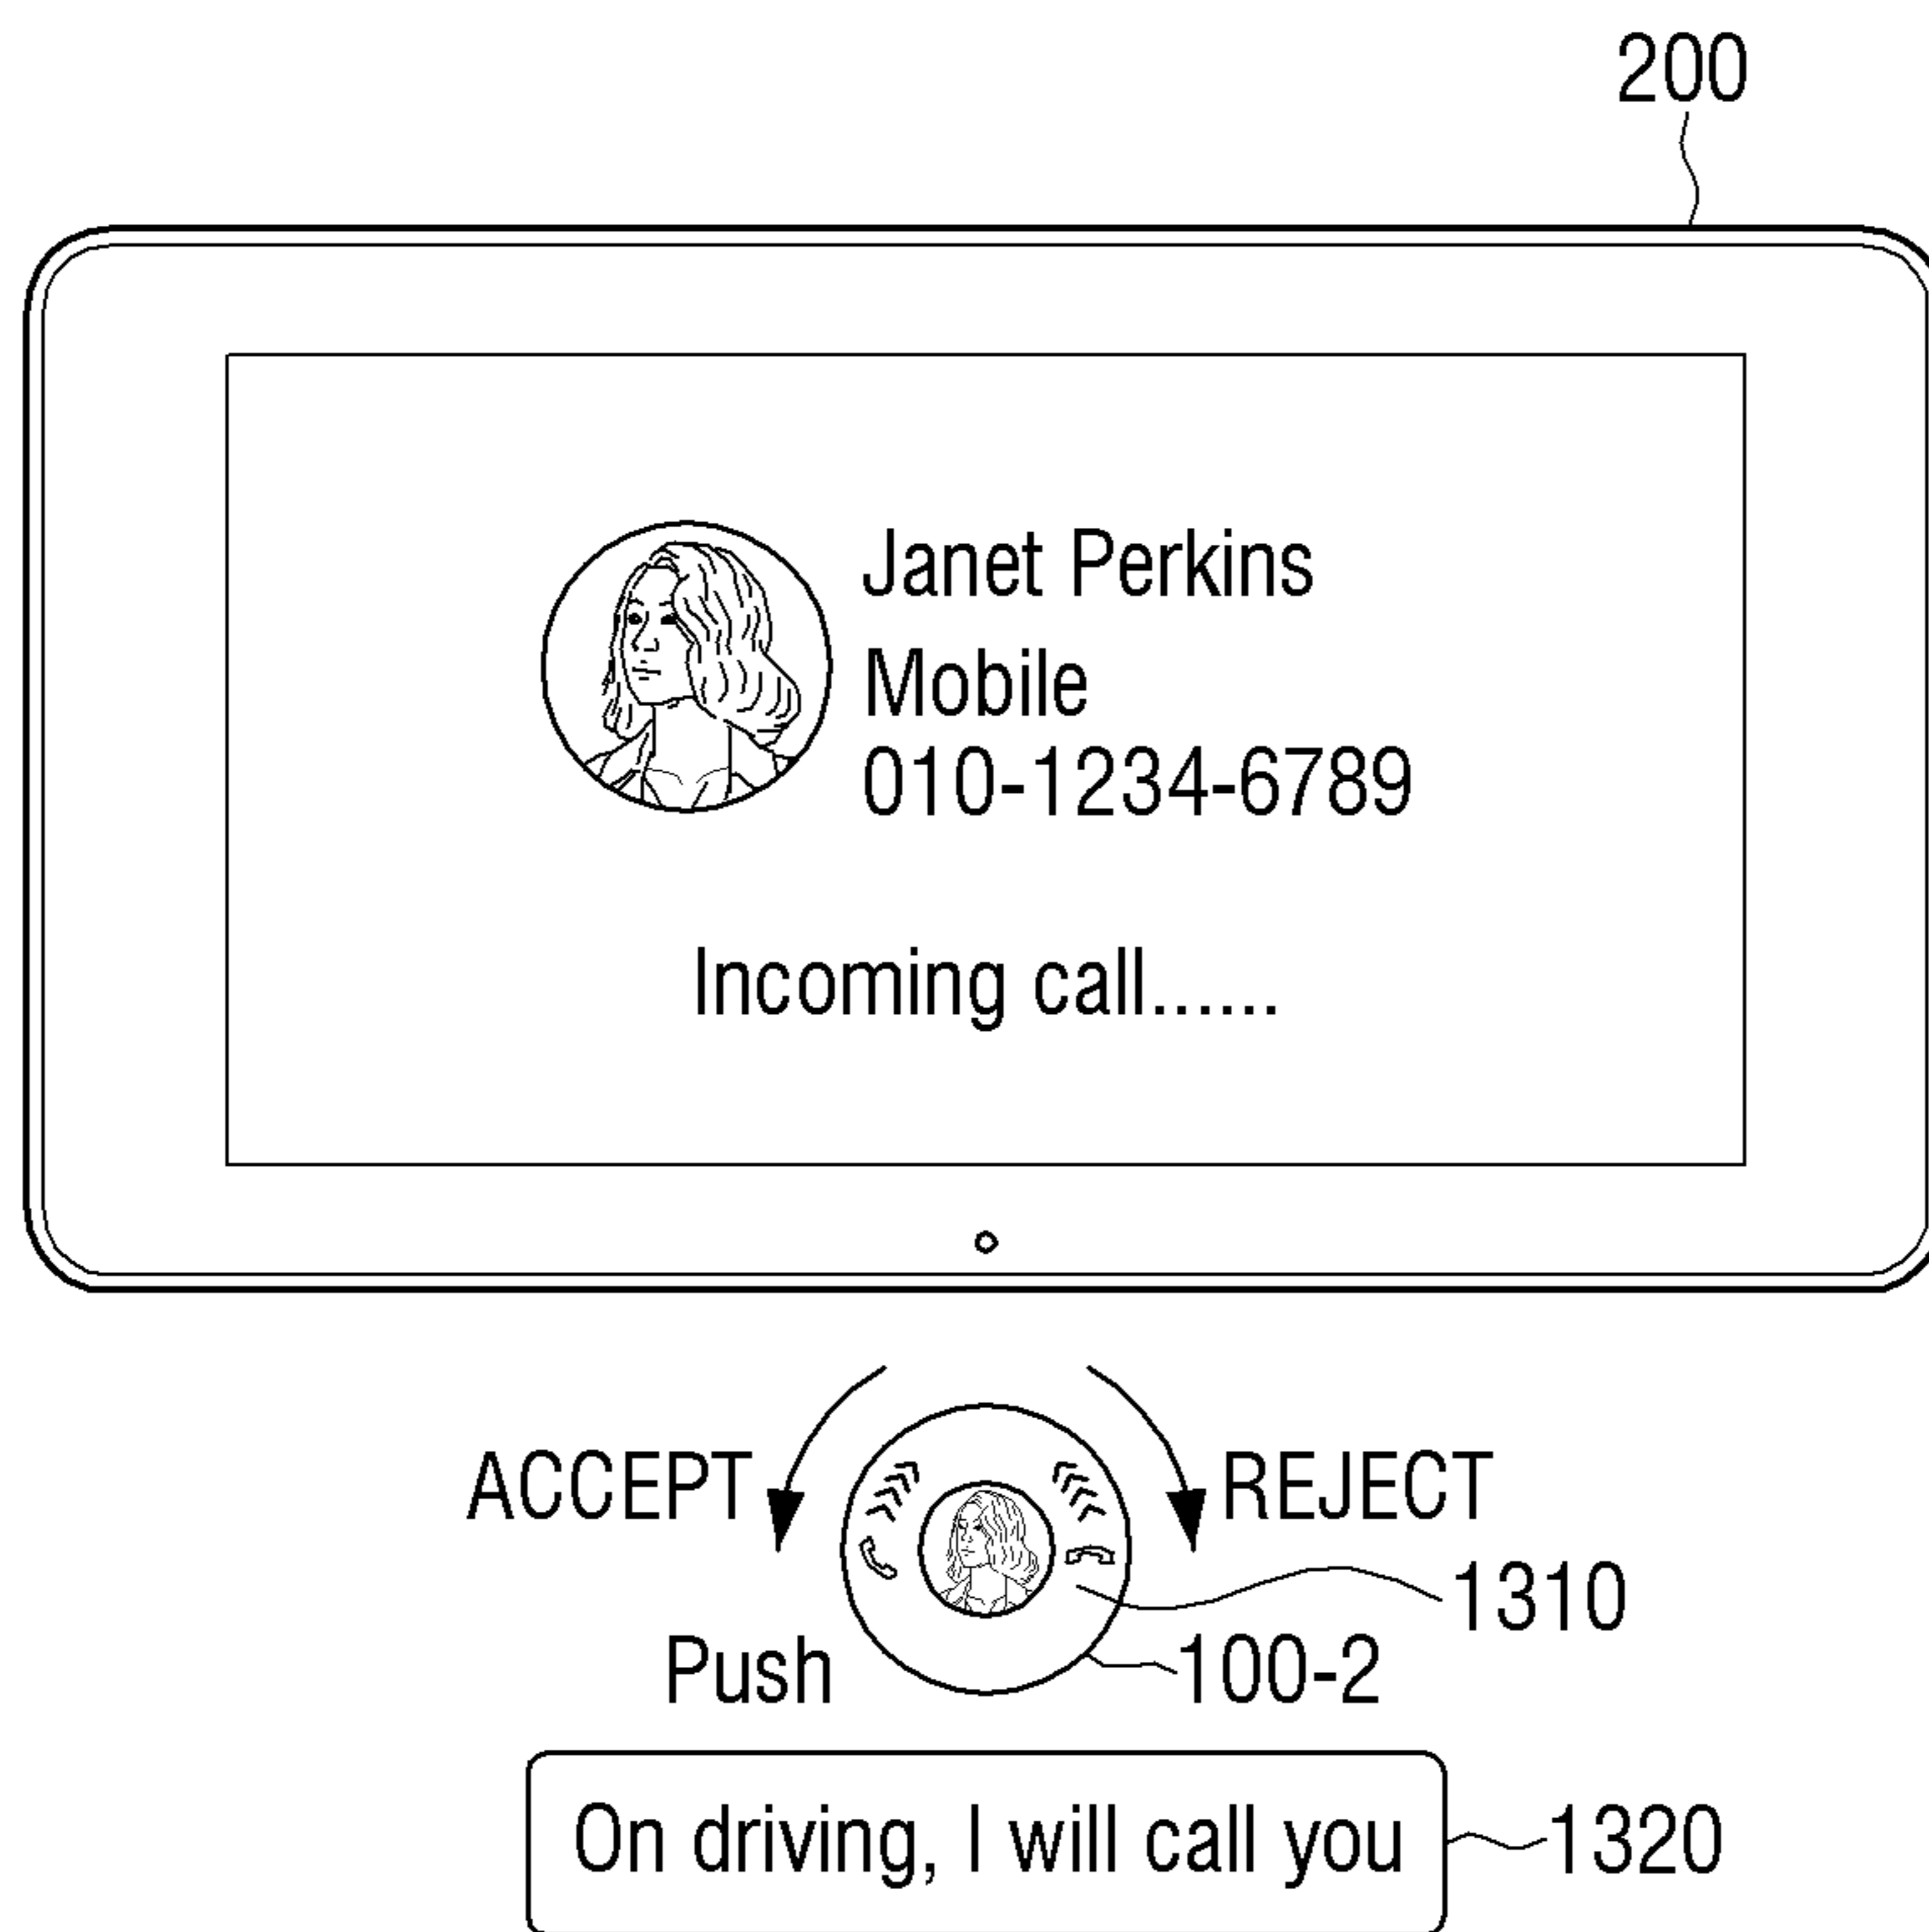 200
Janet Perkins
Mobile
010-1234-6789
Incoming call......
ACCEPT
REJECT
1310
Push
100-2
On driving, I will call you
1320